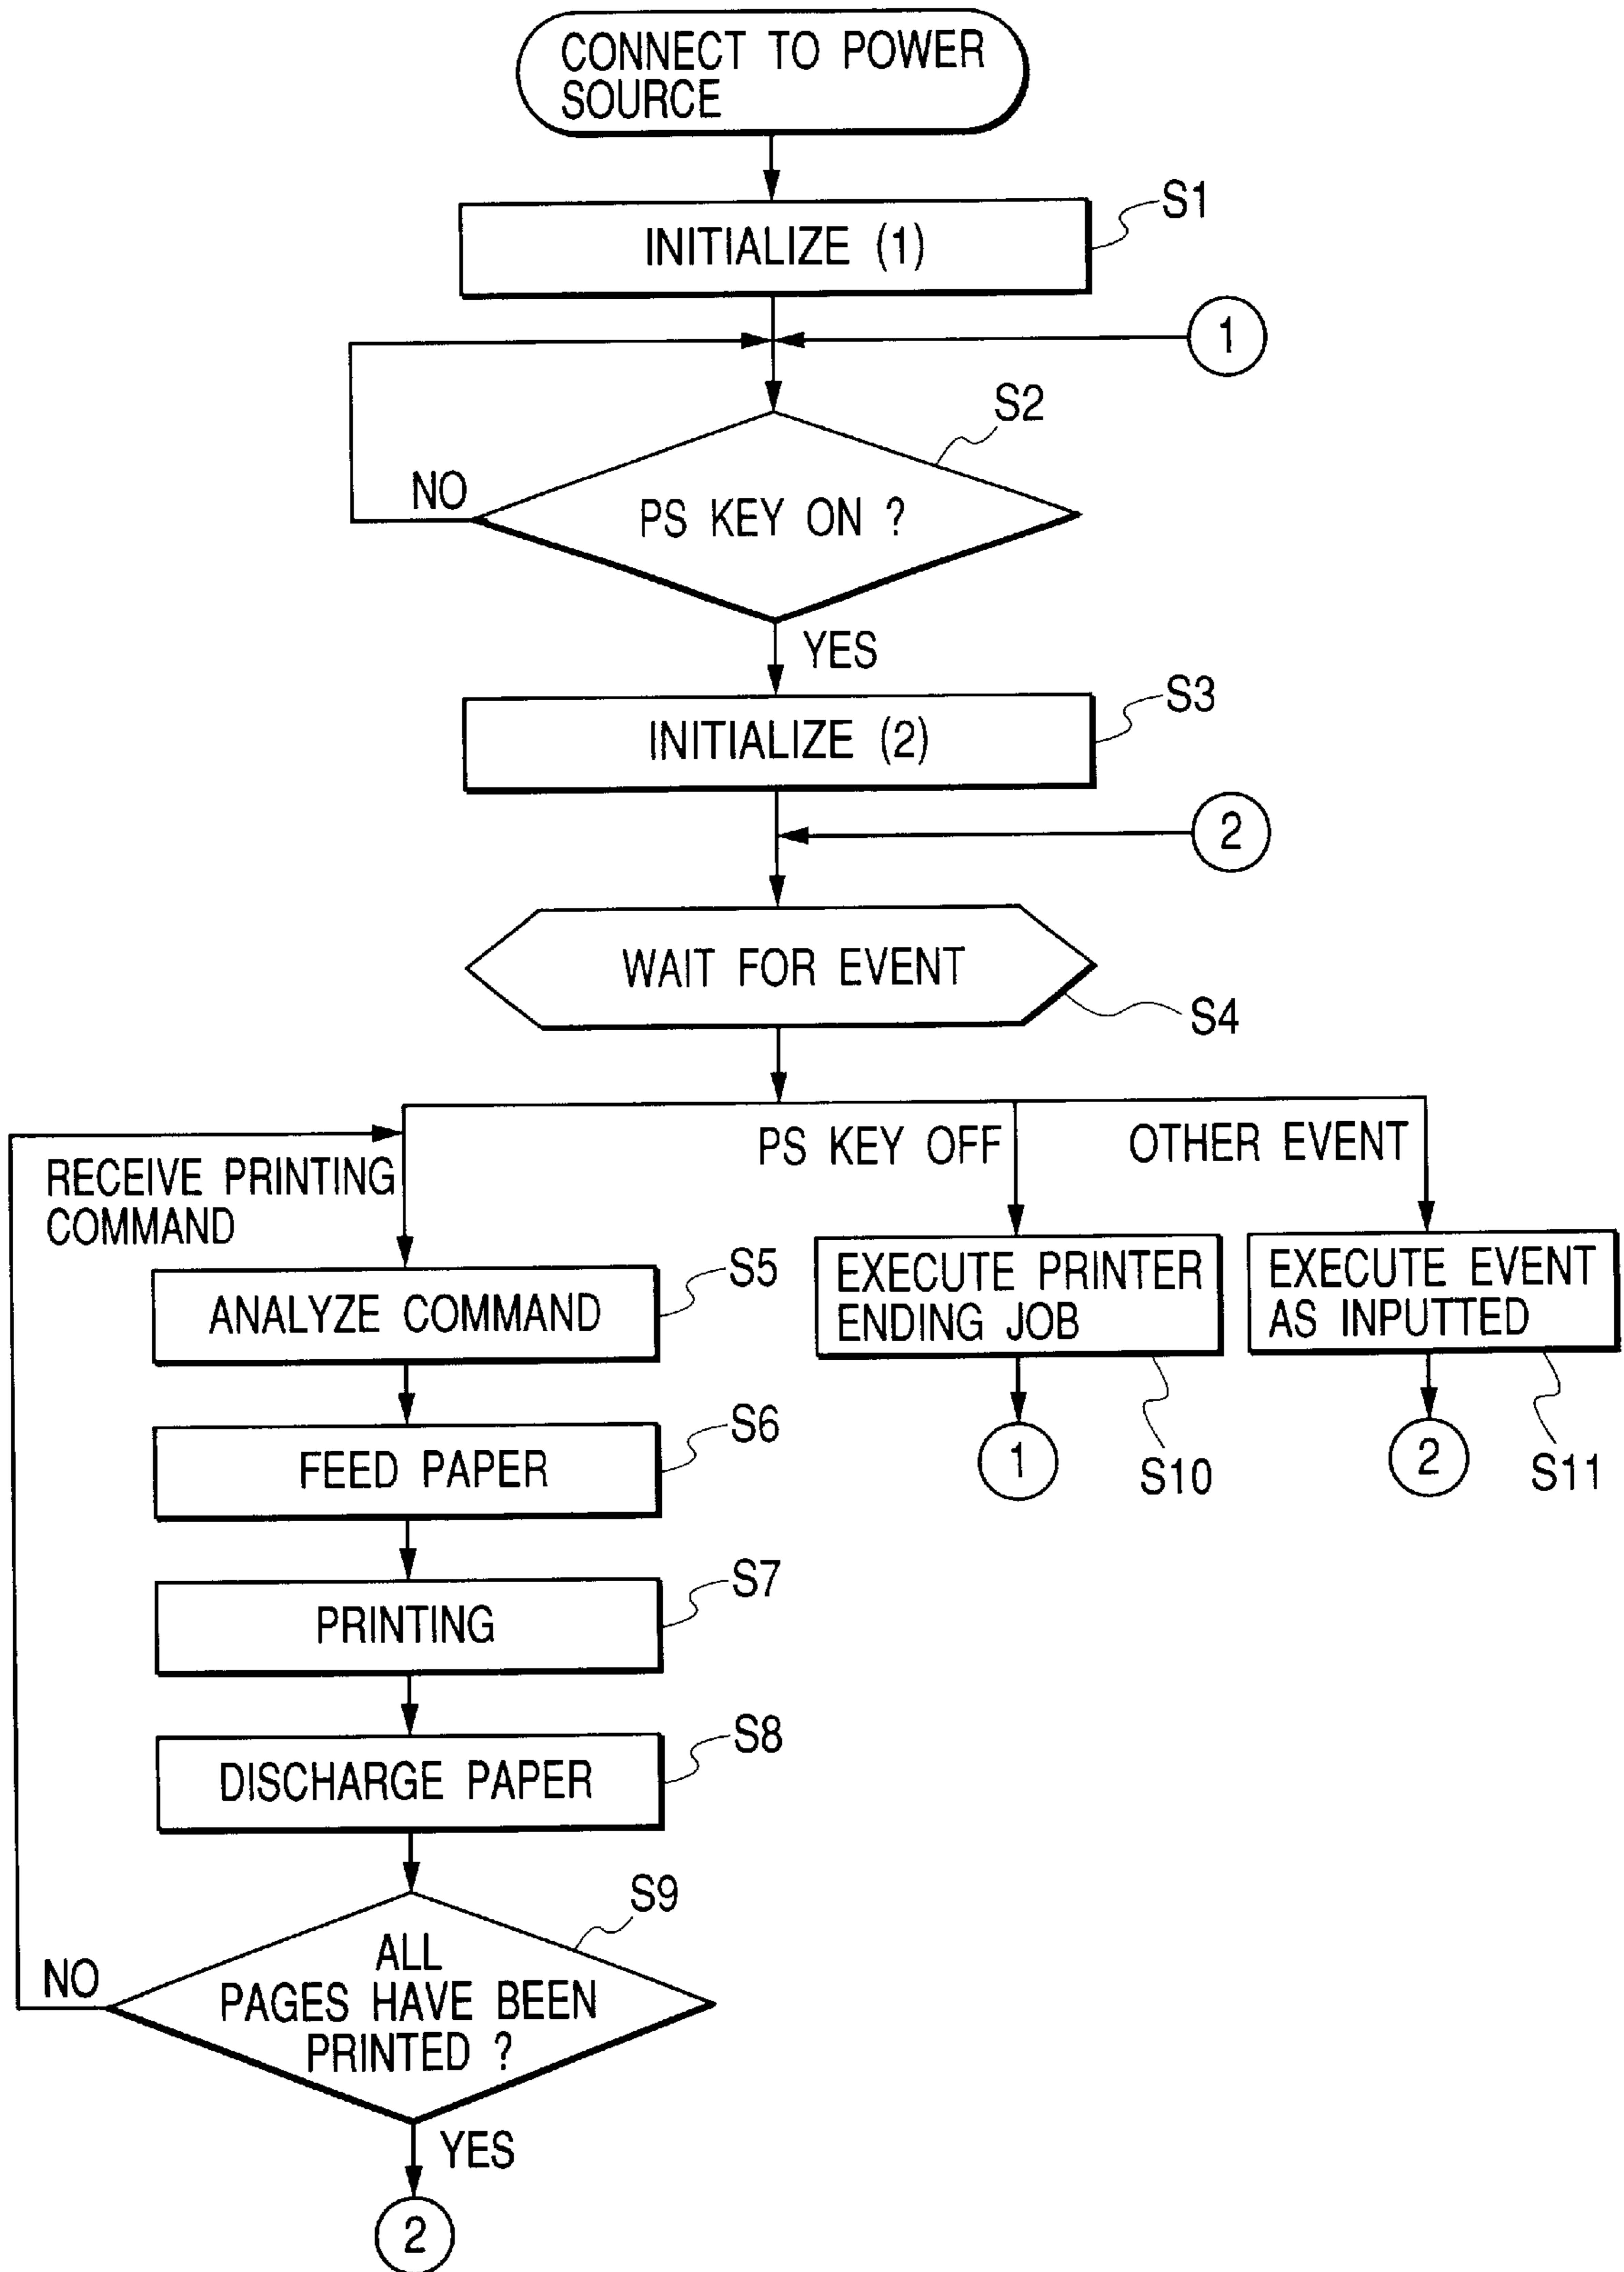 CONNECT TO POWER
SOURCE
S1
INITIALIZE (1)
1
S2
NO
PS KEY ON ?
YES
S3
INITIALIZE (2)
2
WAIT FOR EVENT
S4
RECEIVE PRINTING
COMMAND
PS KEY OFF
OTHER EVENT
S5
ANALYZE COMMAND
EXECUTE PRINTER
ENDING JOB
EXECUTE EVENT
AS INPUTTED
S6
FEED PAPER
1
S10
2
S11
S7
PRINTING
S8
DISCHARGE PAPER
S9
NO
ALL
PAGES HAVE BEEN
PRINTED ?
YES
2